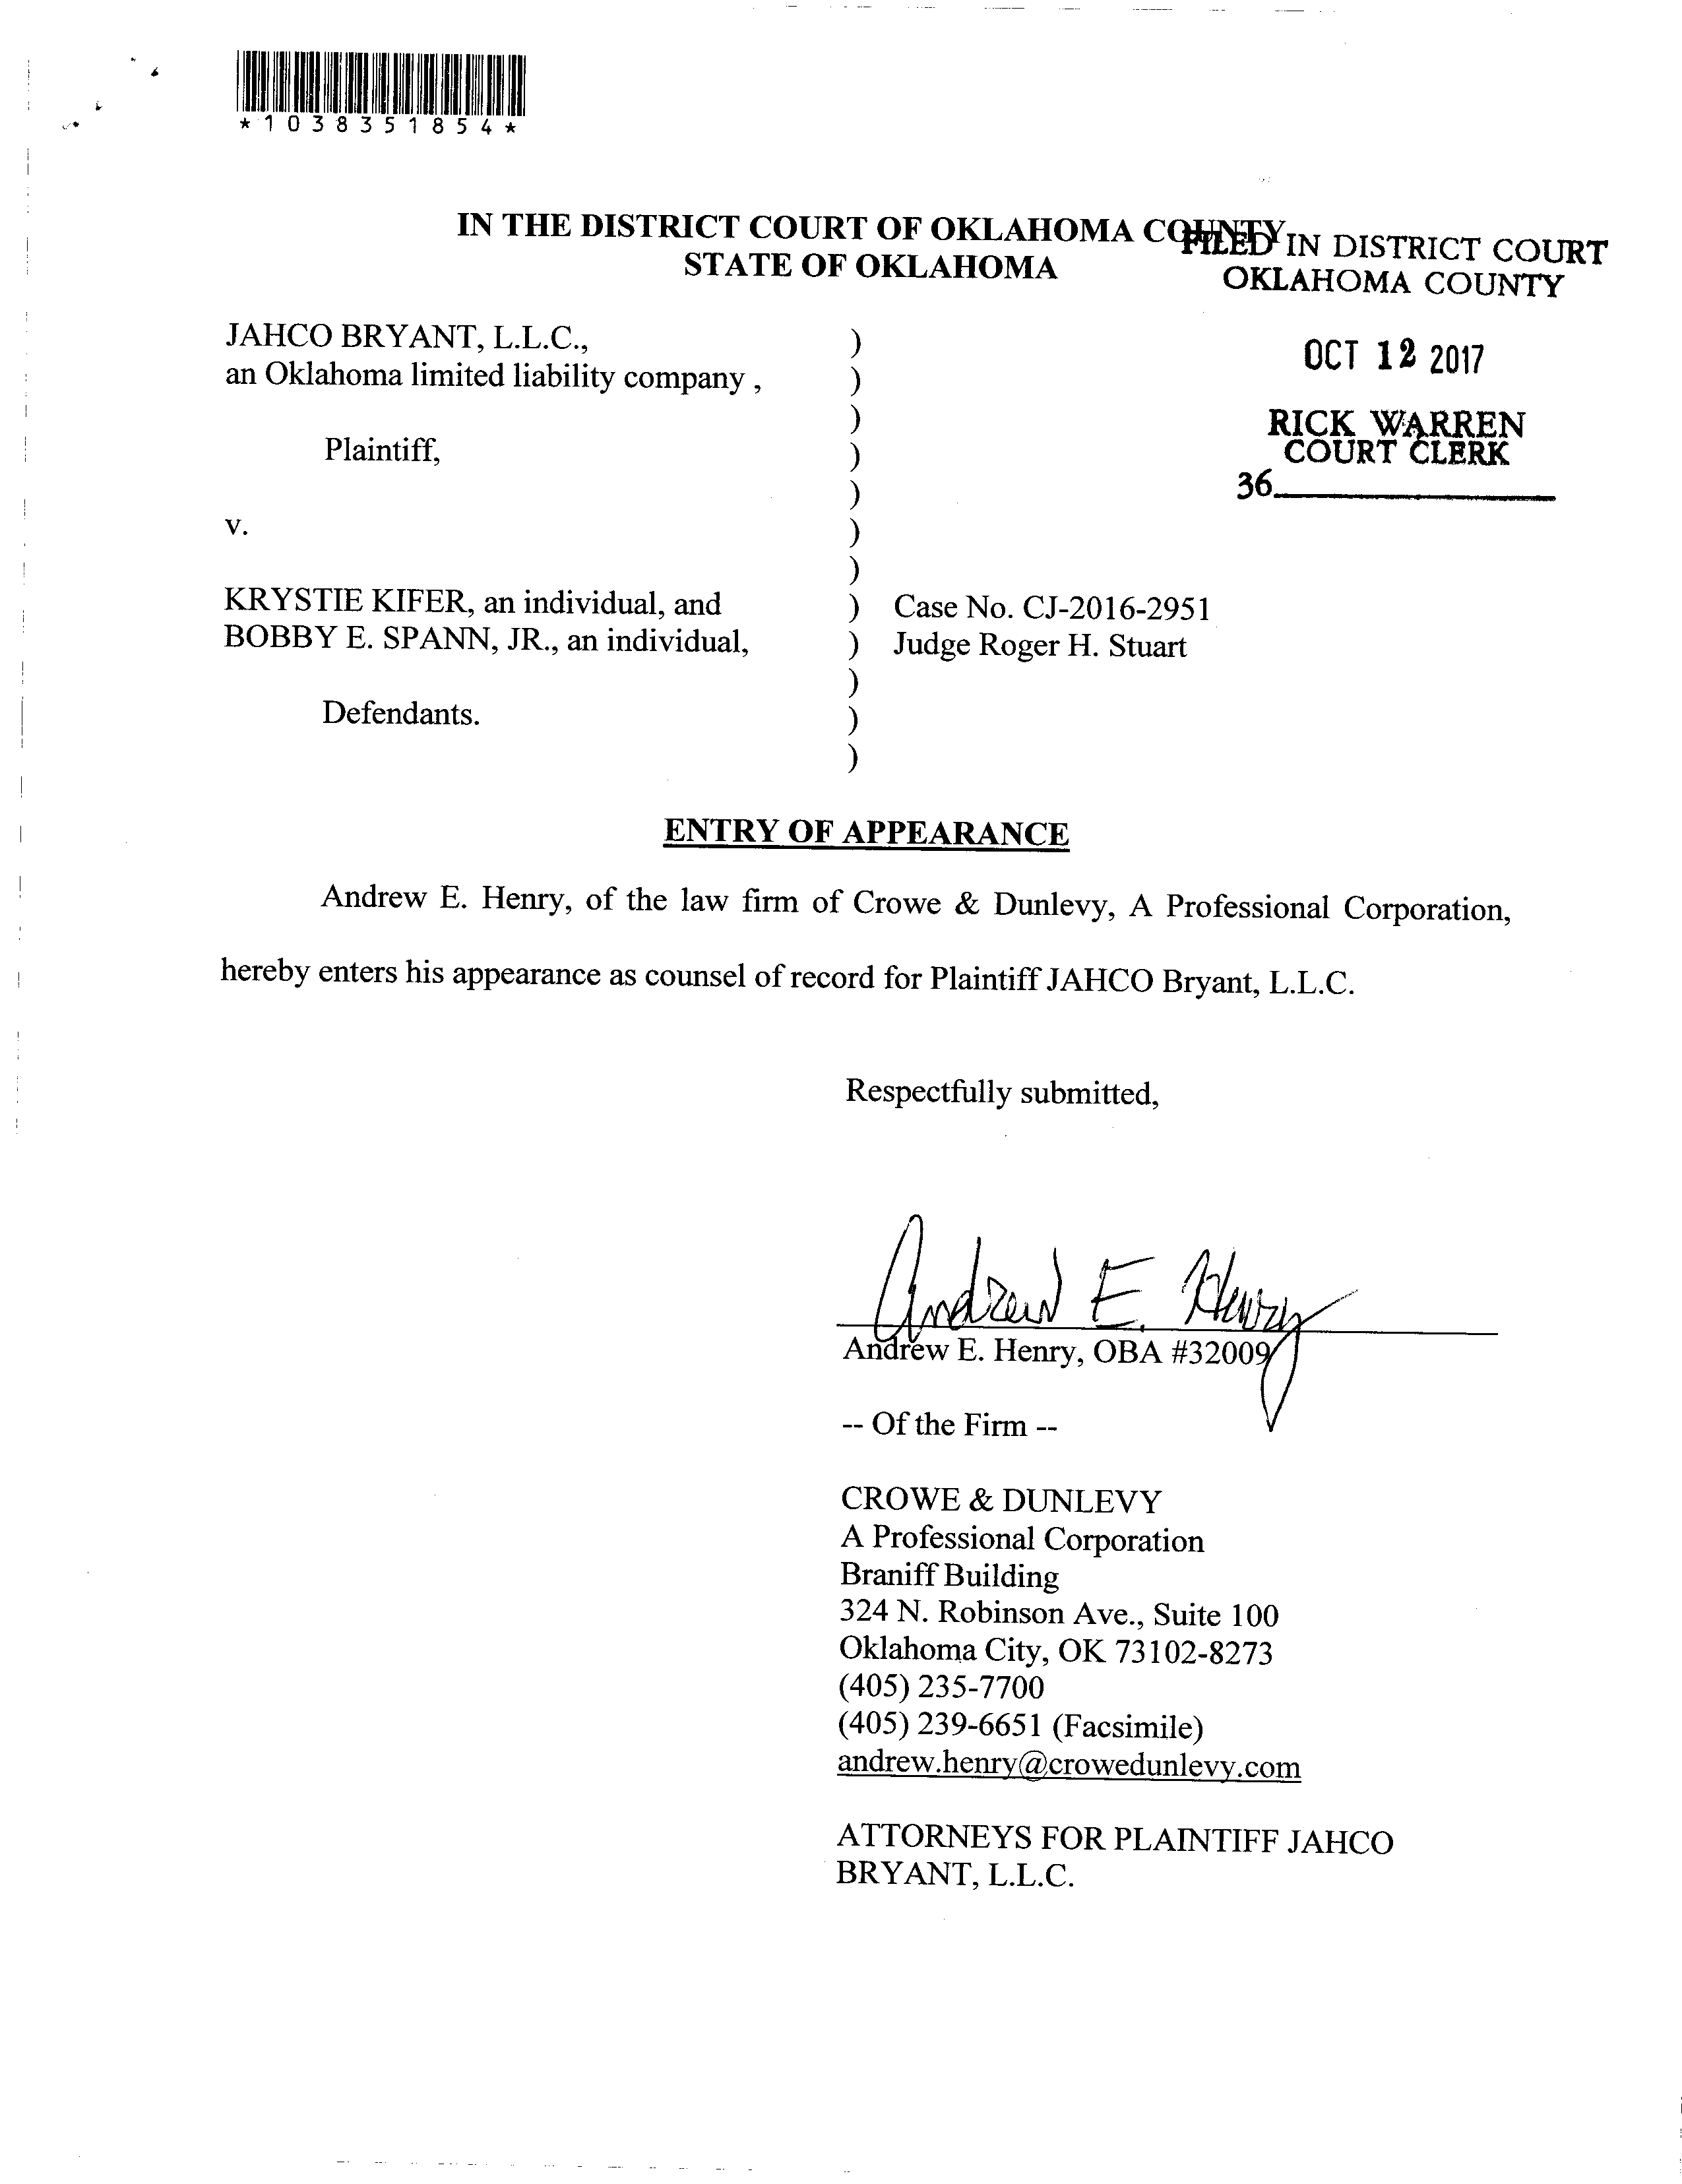 *1038351854*
IN THE DISTRICT COURT OF OKLAHOMA COUNTY
STATE OF OKLAHOMA
FILED IN DISTRICT COURT
OKLAHOMA COUNTY
OCT 12 2017
RICK WARREN
COURT CLERK
36
JAHCO BRYANT, L.L.C., )
an Oklahoma limited liability company , )
)
Plaintiff, )
)
v. )
)
KRYSTIE KIFER, an individual, and ) Case No. CJ-2016-2951
BOBBY E. SPANN, JR., an individual, ) Judge Roger H. Stuart
)
Defendants. )
)
ENTRY OF APPEARANCE
Andrew E. Henry, of the law firm of Crowe & Dunlevy, A Professional Corporation,
hereby enters his appearance as counsel of record for Plaintiff JAHCO Bryant, L.L.C.
Respectfully submitted,
Andrew E. Henry
Andrew E. Henry, OBA #32009
-- Of the Firm --
CROWE & DUNLEVY
A Professional Corporation
Braniff Building
324 N. Robinson Ave., Suite 100
Oklahoma City, OK 73102-8273
(405) 235-7700
(405) 239-6651 (Facsimile)
andrew.henry@crowedunlevy.com
ATTORNEYS FOR PLAINTIFF JAHCO
BRYANT, L.L.C.